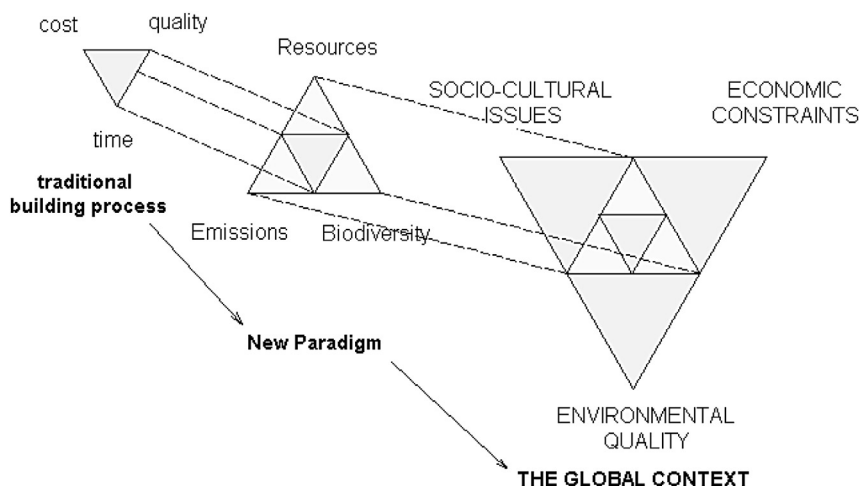 cost
quality
time
traditional
building process
Resources
Emissions
Biodiversity
New Paradigm
SOCIO-CULTURAL
ISSUES
ECONOMIC
CONSTRAINTS
ENVIRONMENTAL
QUALITY
THE GLOBAL CONTEXT